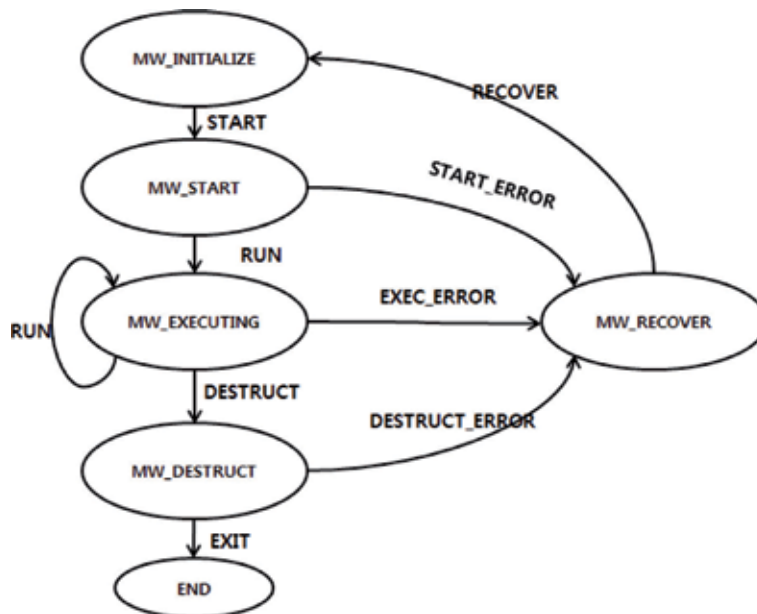 MW_INITIALIZE
RECOVER
START
MW_START
START_ERROR
RUN
EXEC_ERROR
MW_EXECUTING
MW_RECOVER
RUN
DESTRUCT
DESTRUCT_ERROR
MW_DESTRUCT
EXIT
END